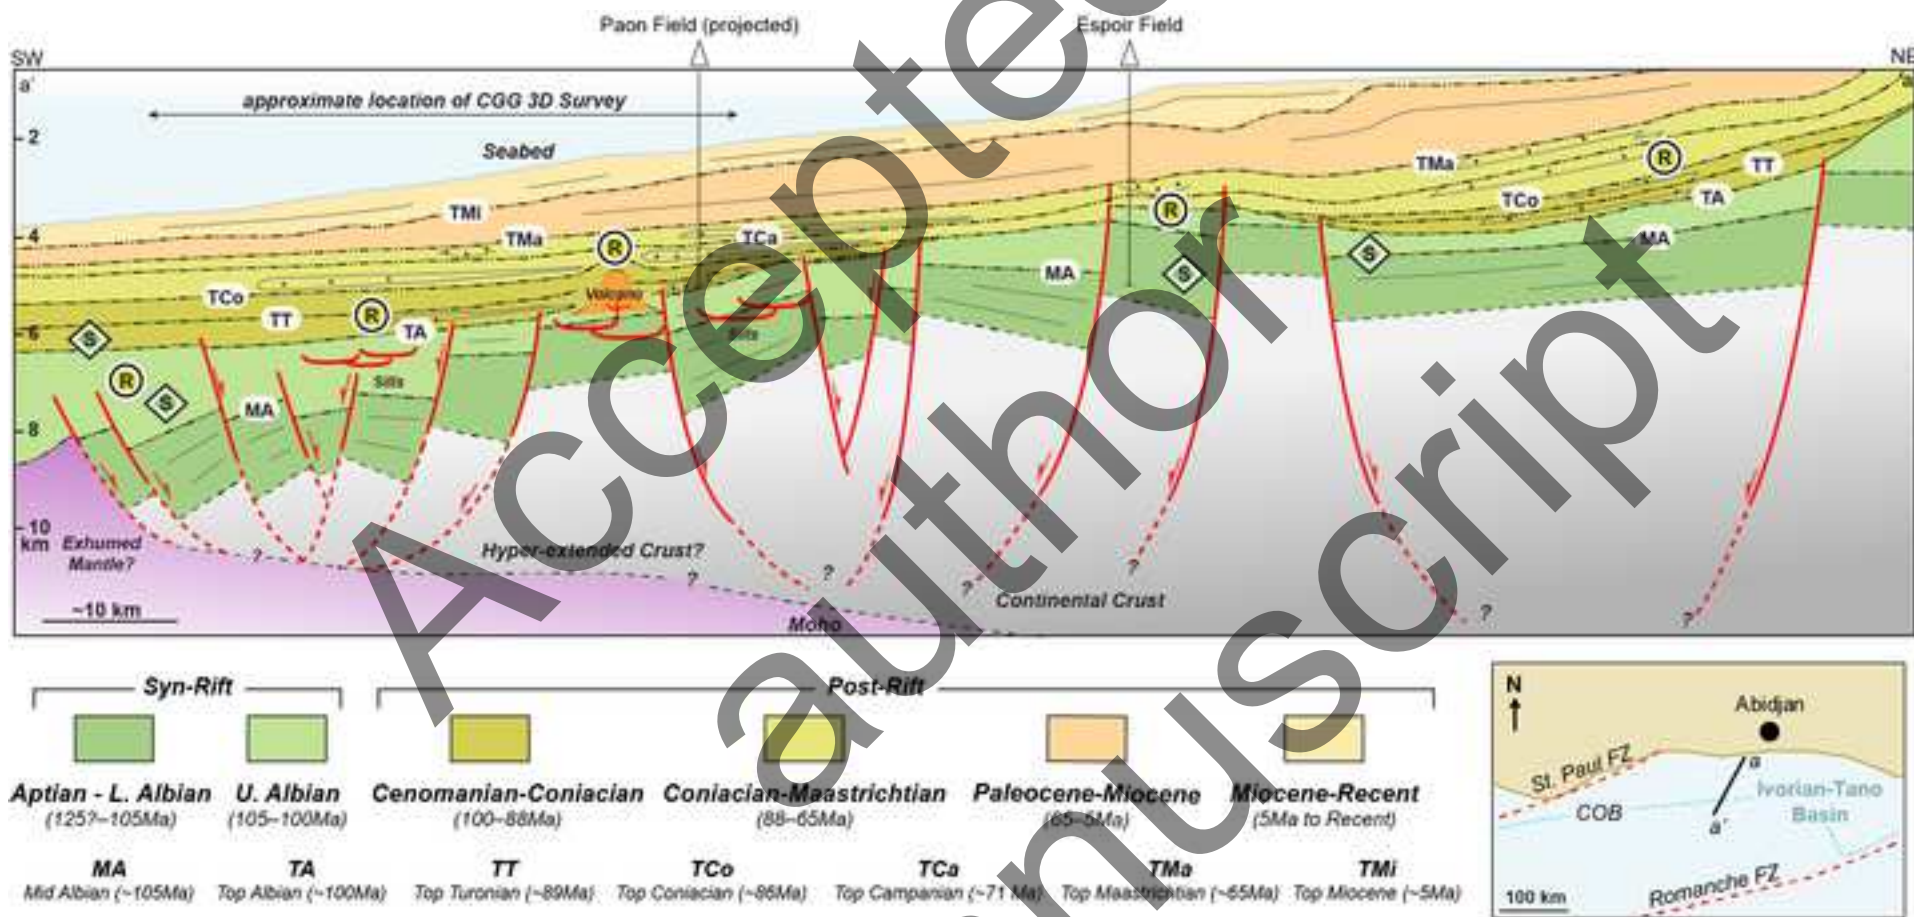 Paon Field (projected)
Espoir Field
SW
NE
a'
a
approximate location of CGG 3D Survey
Seabed
2
4
6
8
10
km
TMi
TMa
TMa
TCa
TCo
TCo
TT
TT
TA
TA
MA
MA
MA
R
R
R
R
R
S
S
S
S
Volcano
Sills
Sills
Exhumed
Mantle?
Hyper-extended Crust?
Continental Crust
Moho
?
?
?
?
?
?
?
~10 km
Syn-Rift
Post-Rift
Aptian - L. Albian
(125?–105Ma)
U. Albian
(105–100Ma)
Cenomanian-Coniacian
(100–88Ma)
Coniacian-Maastrichtian
(88–65Ma)
Paleocene-Miocene
(65–5Ma)
Miocene-Recent
(5Ma to Recent)
MA
Mid Albian (~105Ma)
TA
Top Albian (~100Ma)
TT
Top Turonian (~89Ma)
TCo
Top Coniacian (~86Ma)
TCa
Top Campanian (~71 Ma)
TMa
Top Maastrichtian (~65Ma)
TMi
Top Miocene (~5Ma)
N
Abidjan
St. Paul FZ
a
Ivorian-Tano
Basin
COB
a'
Romanche FZ
100 km
Accepted
author
manuscript